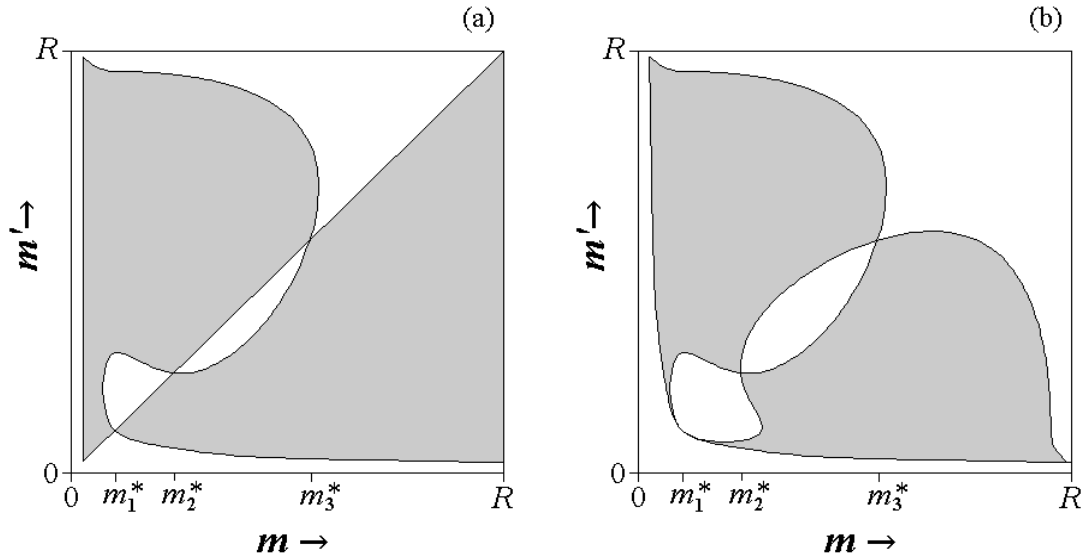 (a)
R
m' →
0
0 m₁* m₂* m₃* R
m →
(b)
R
m' →
0
0 m₁* m₂* m₃* R
m →